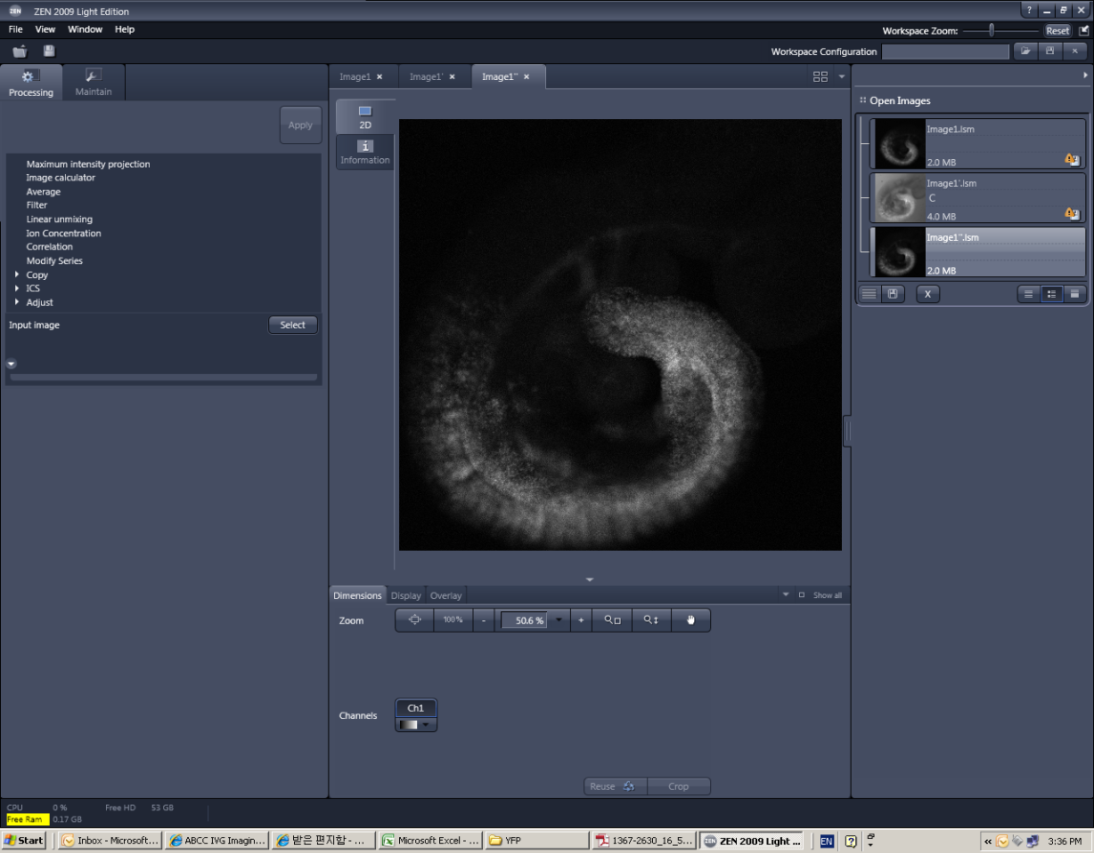 ZEN 2009 Light Edition
File View Window Help
Workspace Zoom: Reset
Workspace Configuration
Processing Maintain
Image1 Image1' Image1''
Apply
2D
Information
Open Images
Image1.lsm
2.0 MB
Image1'.lsm
C
4.0 MB
Image1''.lsm
2.0 MB
X
Maximum intensity projection
Image calculator
Average
Filter
Linear unmixing
Ion Concentration
Correlation
Modify Series
Copy
ICS
Adjust
Input image Select
Dimensions Display Overlay Show all
Zoom 100% - 50.6 % +
Channels Ch1
Reuse Crop
CPU 0 % Free HD 53 GB
Free Ram 0.17 GB
Start Inbox - Microsoft... ABCC IVG Imagin... 받은 편지함 - ... Microsoft Excel - ... YFP 1367-2630_16_5... ZEN 2009 Light ... EN 3:36 PM